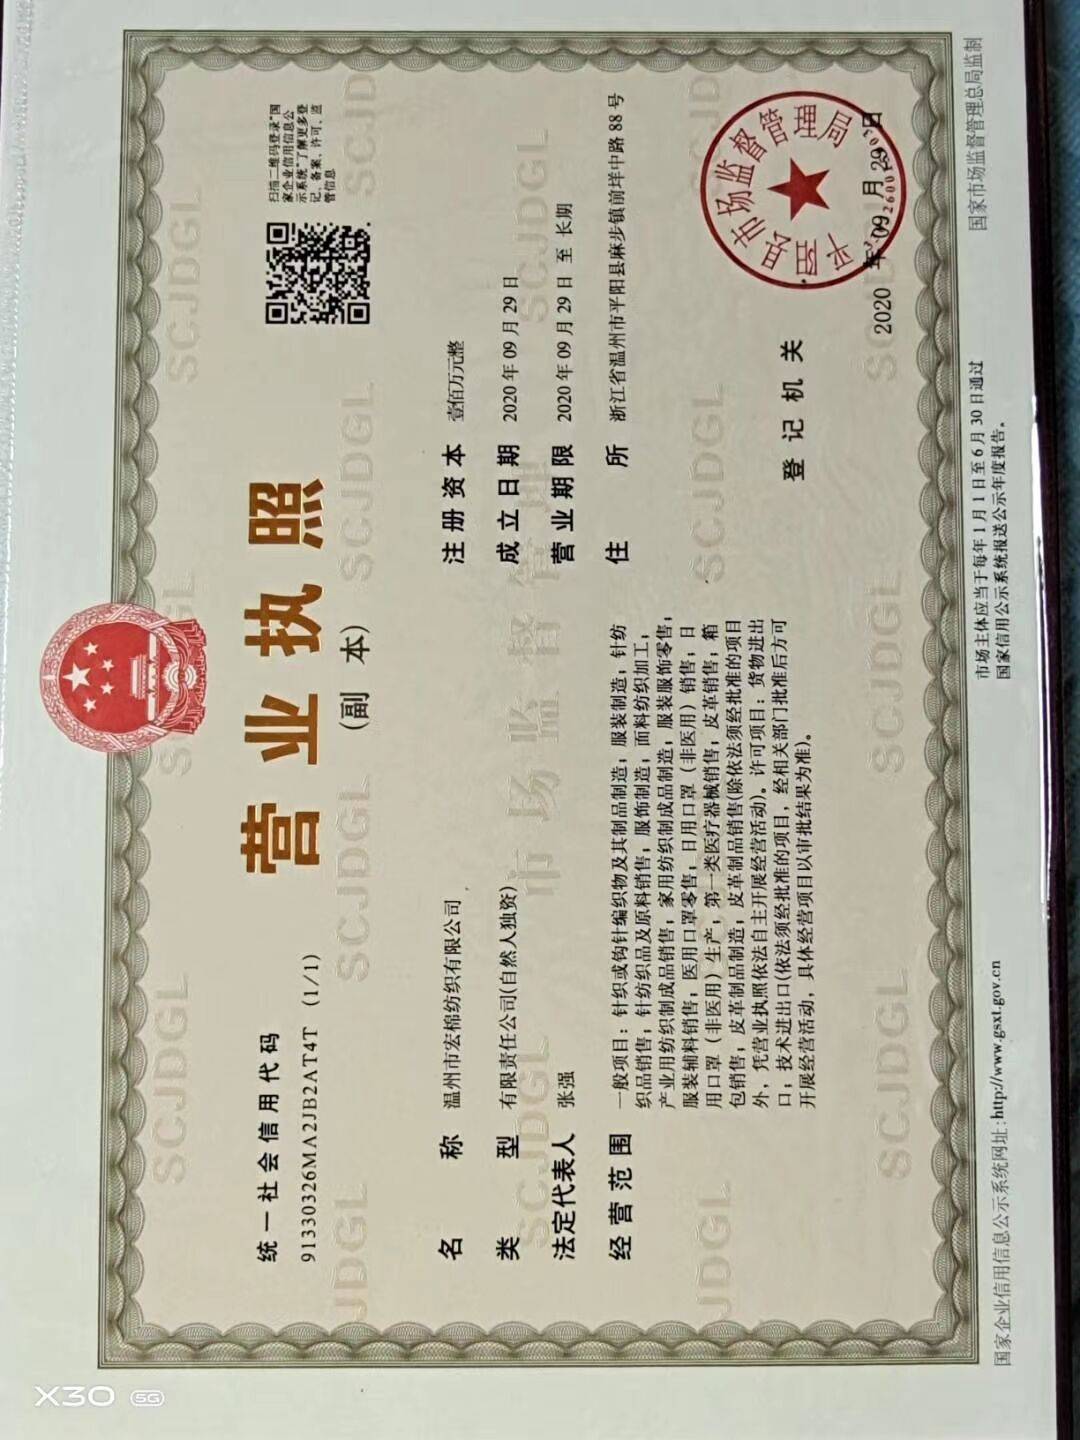 统一社会信用代码
91330326MA2JB2AT4T (1/1)
营业执照
(副 本)
扫描二维码登录"国
家企业信用信息公
示系统"了解更多登
记、备案、许可、监
管信息
名 称 温州市宏棉纺织有限公司
类 型 有限责任公司(自然人独资)
法定代表人 张强
经营范围 一般项目：针织或钩针编织物及其制品制造；服装制造；针纺
织品销售；针纺织品及原料销售；服饰制造；面料纺织加工；
产业用纺织制成品销售；家用纺织制成品制造；服装服饰零售；
服装辅料销售；医用口罩零售；日用口罩（非医用）销售；日
用口罩（非医用）生产；第一类医疗器械销售；皮革销售；箱
包销售；皮革制品制造；皮革制品销售(除依法须经批准的项目
外，凭营业执照依法自主开展经营活动)。许可项目：货物进出
口；技术进出口(依法须经批准的项目，经相关部门批准后方可
开展经营活动，具体经营项目以审批结果为准)。
注册资本 壹佰万元整
成立日期 2020年09月29日
营业期限 2020年09月29日至长期
住 所 浙江省温州市平阳县麻步镇前垟中路88号
登记机关
平阳县市场监督管理局
2020 年 09 月 29 日
国家企业信用信息公示系统网址:http://www.gsxt.gov.cn
市场主体应当于每年1月1日至6月30日通过
国家信用公示系统报送公示年度报告。
国家市场监督管理总局监制
SCJDGL
市场监督管理
X30 5G